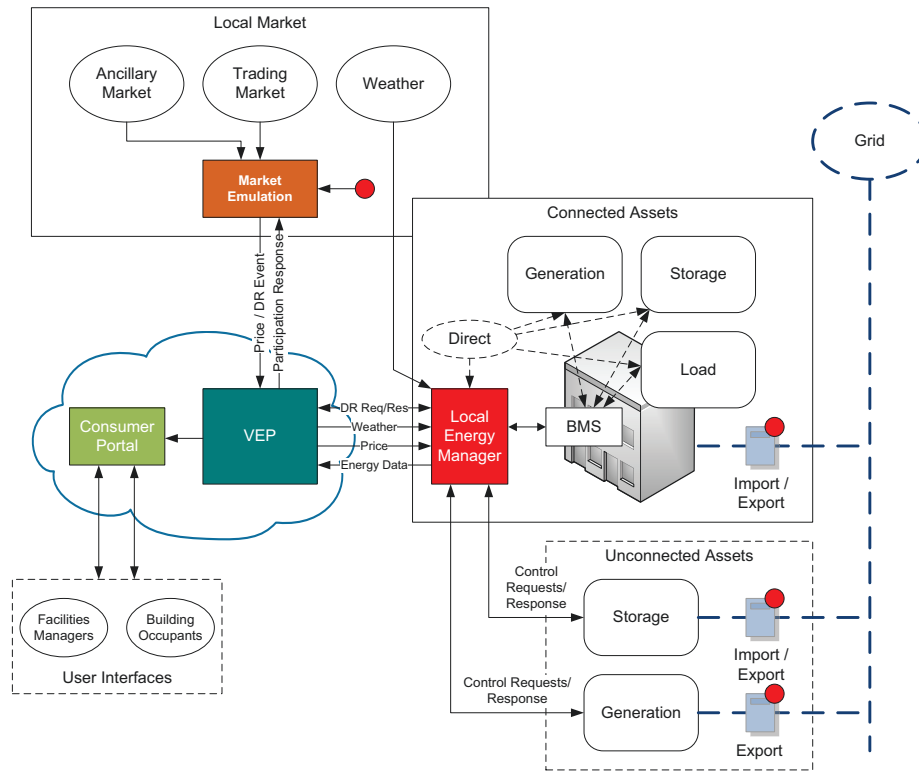 Local Market
Ancillary
Market
Trading
Market
Weather
Market
Emulation
Grid
Connected Assets
Generation
Storage
Direct
Load
Price / DR Event
Participation Response
Consumer
Portal
VEP
DR Req/Res
Weather
Price
Energy Data
Local
Energy
Manager
BMS
Import /
Export
Facilities
Managers
Building
Occupants
User Interfaces
Unconnected Assets
Control
Requests/
Response
Storage
Import /
Export
Control Requests/
Response
Generation
Export